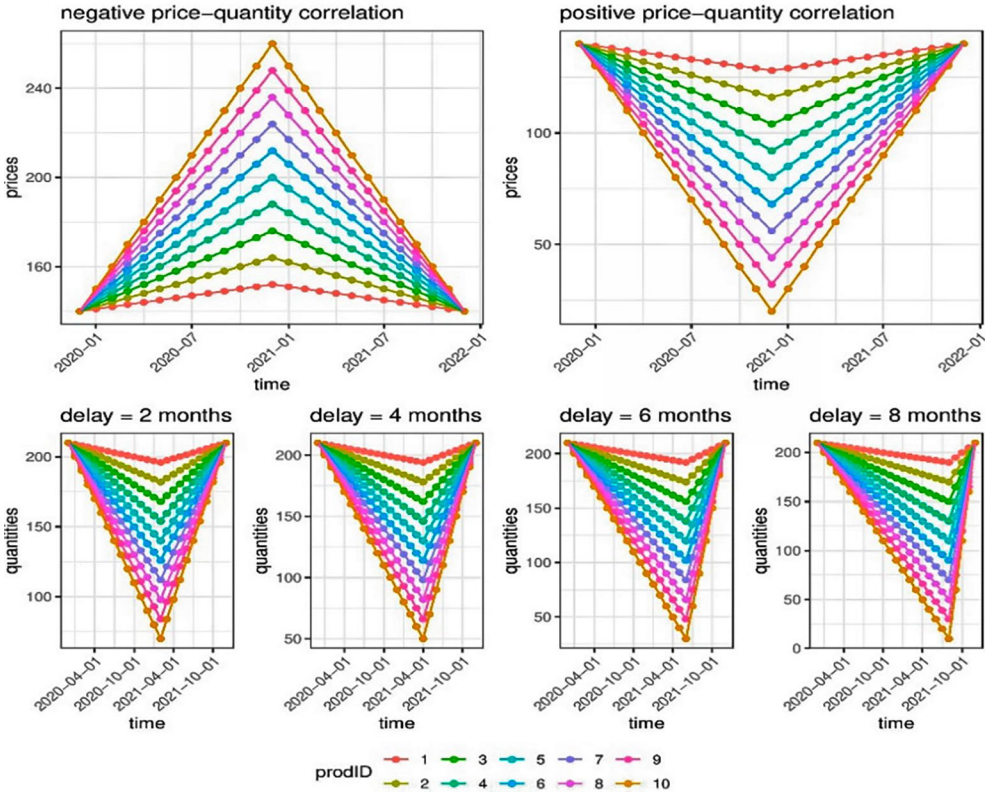 negative price−quantity correlation
positive price−quantity correlation
prices
240
200
160
2020−01
2020−07
2021−01
2021−07
2022−01
time
prices
100
50
2020−01
2020−07
2021−01
2021−07
2022−01
time
delay = 2 months
delay = 4 months
delay = 6 months
delay = 8 months
quantities
200
150
100
2020−04−01
2020−10−01
2021−04−01
2021−10−01
time
quantities
200
150
100
50
2020−04−01
2020−10−01
2021−04−01
2021−10−01
time
quantities
200
150
100
50
2020−04−01
2020−10−01
2021−04−01
2021−10−01
time
quantities
200
150
100
50
0
2020−04−01
2020−10−01
2021−04−01
2021−10−01
time
prodID
1 3 5 7 9
2 4 6 8 10